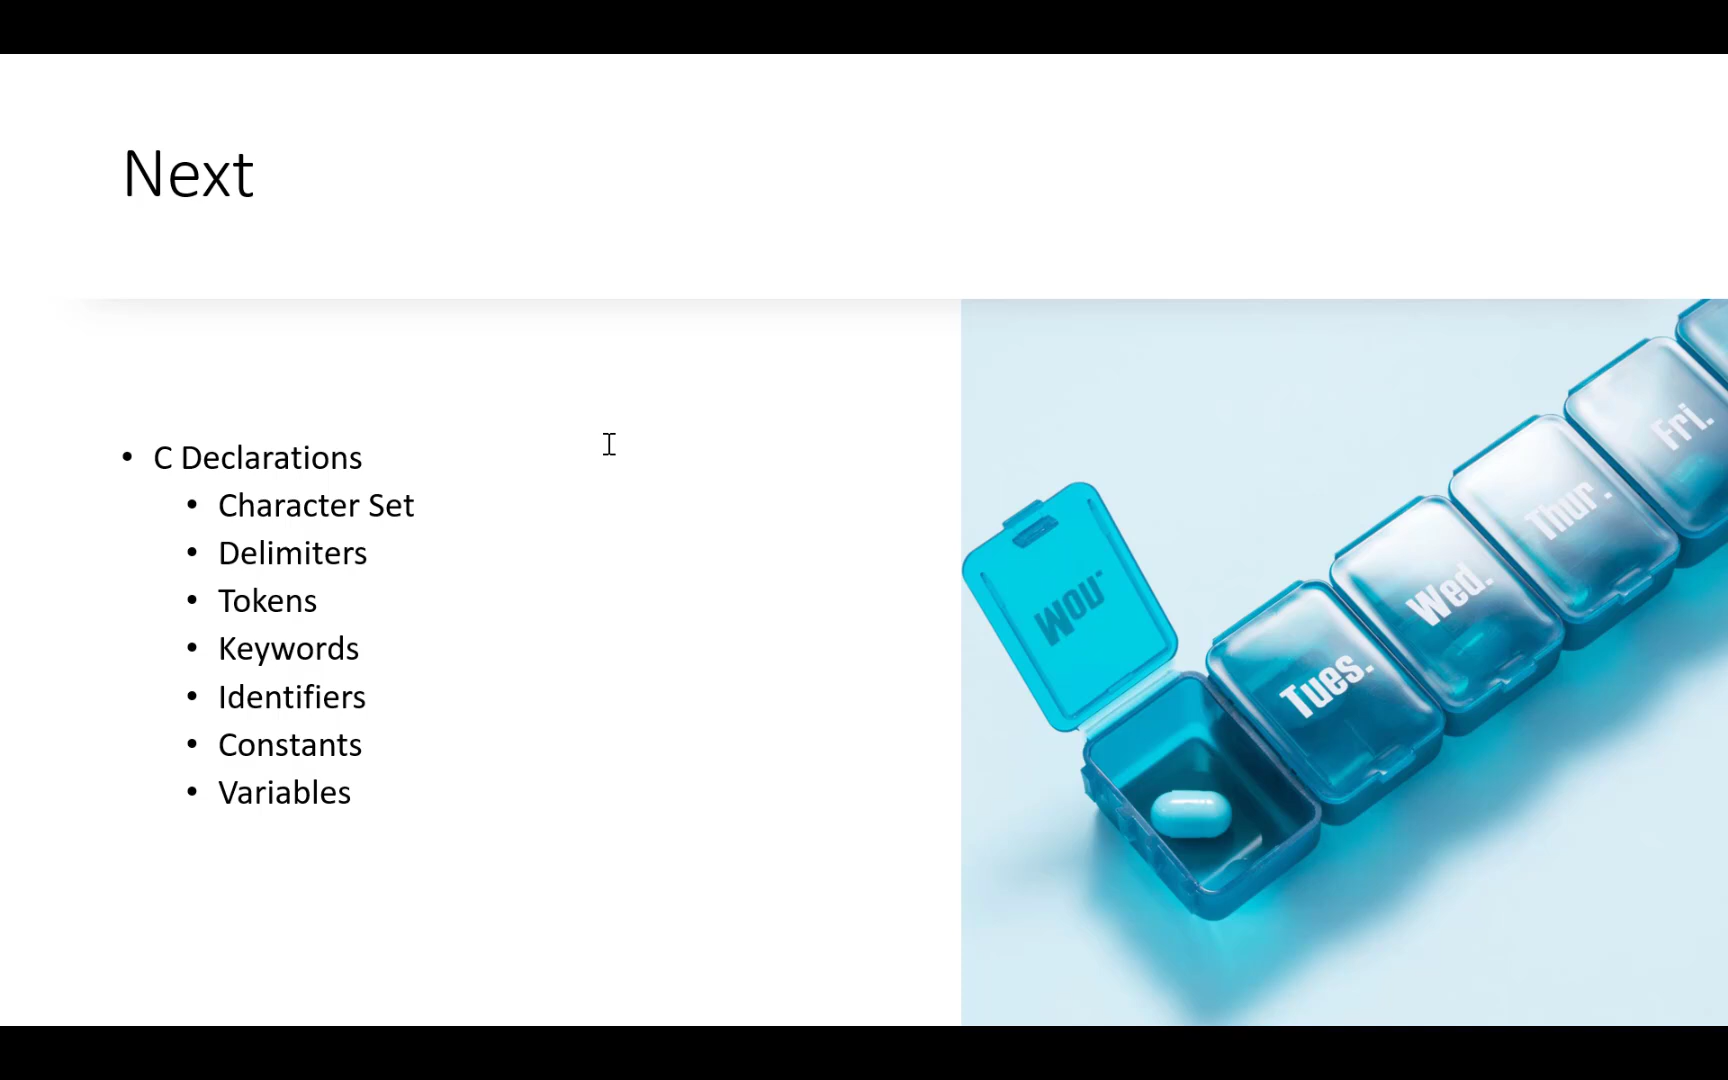 Next
• C Declarations
• Character Set
• Delimiters
• Tokens
• Keywords
• Identifiers
• Constants
• Variables
Mon.
Tues.
Wed.
Thur.
Fri.